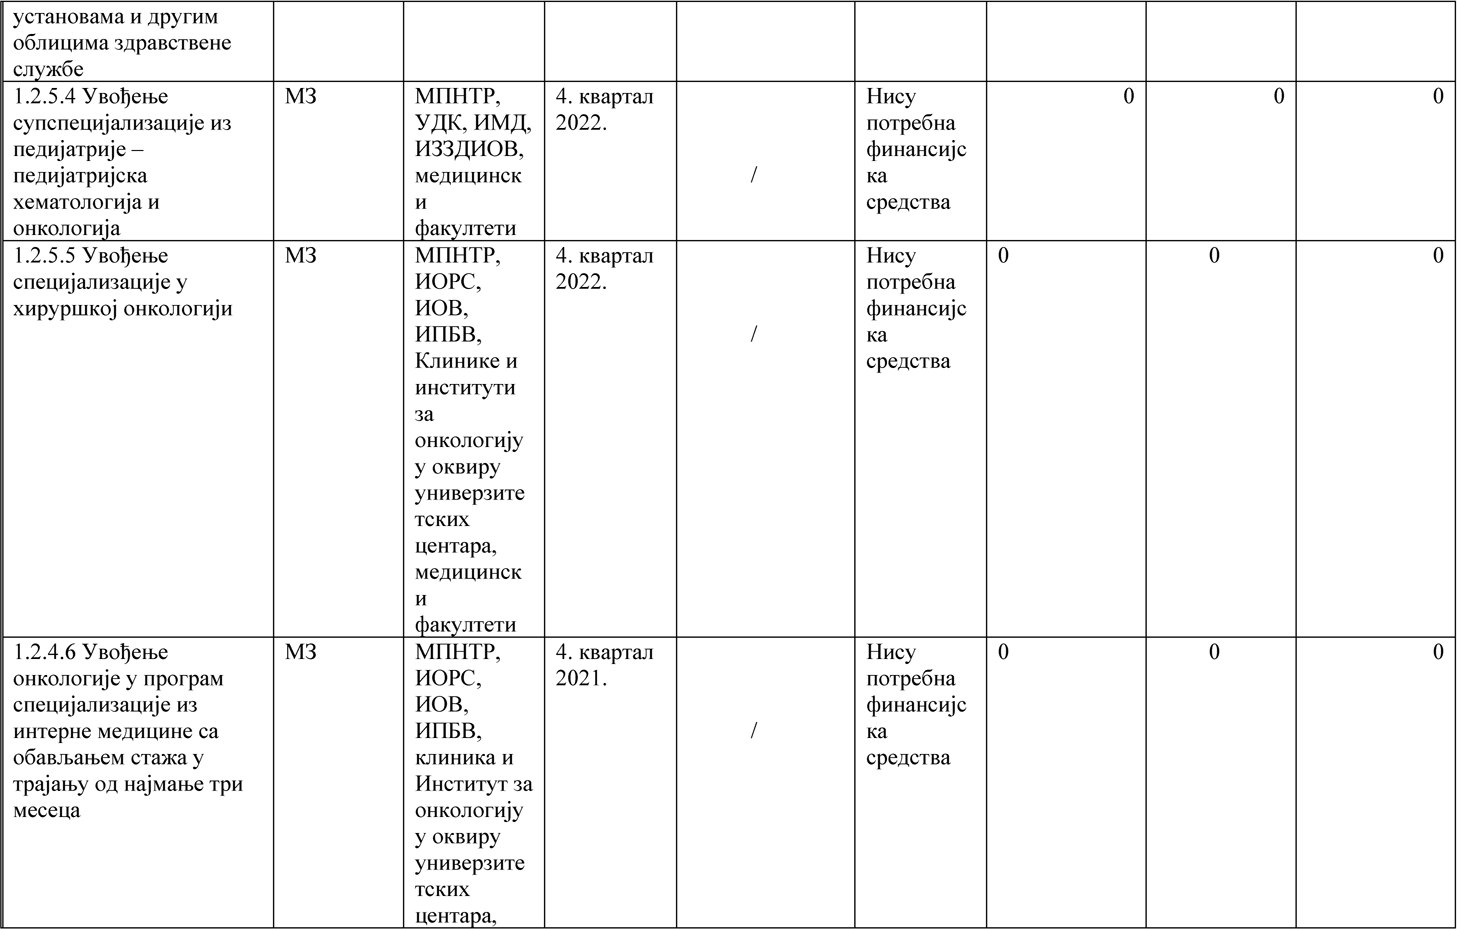 установама и другим
облицима здравствене
службе
1.2.5.4 Увођење
супспецијализације из
педијатрије –
педијатријска
хематологија и
онкологија
МЗ
МПНТР,
УДК, ИМД,
ИЗЗДИОВ,
медицинск
и
факултети
4. квартал
2022.
/
Нису
потребна
финансијс
ка
средства
0
0
0
1.2.5.5 Увођење
специјализације у
хируршкој онкологији
МЗ
МПНТР,
ИОРС,
ИОВ,
ИПБВ,
Клинике и
институти
за
онкологију
у оквиру
универзите
тских
центара,
медицинск
и
факултети
4. квартал
2022.
/
Нису
потребна
финансијс
ка
средства
0
0
0
1.2.4.6 Увођење
онкологије у програм
специјализације из
интерне медицине са
обављањем стажа у
трајању од најмање три
месеца
МЗ
МПНТР,
ИОРС,
ИОВ,
ИПБВ,
клиника и
Институт за
онкологију
у оквиру
универзите
тских
центара,
4. квартал
2021.
/
Нису
потребна
финансијс
ка
средства
0
0
0